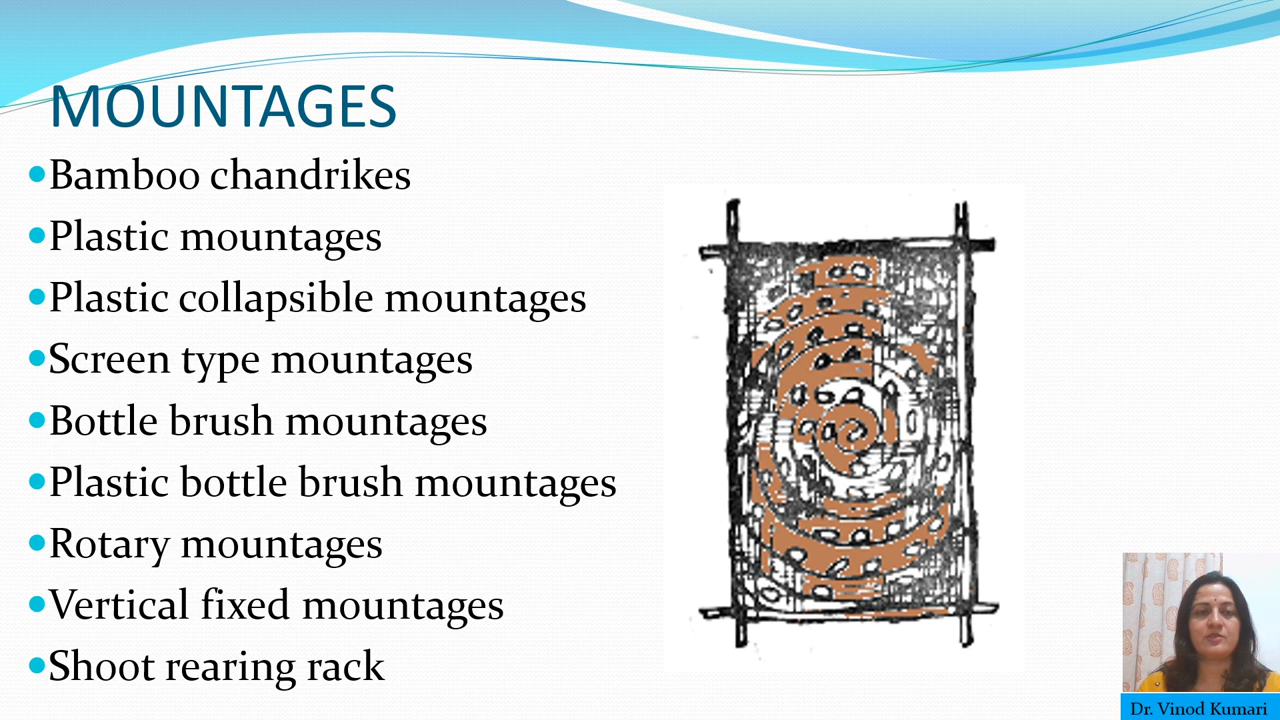 MOUNTAGES
•Bamboo chandrikes
•Plastic mountages
•Plastic collapsible mountages
•Screen type mountages
•Bottle brush mountages
•Plastic bottle brush mountages
•Rotary mountages
•Vertical fixed mountages
•Shoot rearing rack
Dr. Vinod Kumari